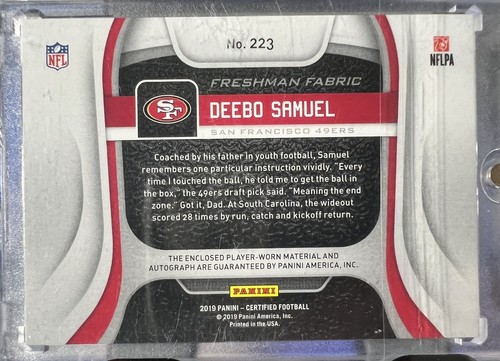 No. 223
NFL
NFLPA
FRESHMAN FABRIC
SF
DEEBO SAMUEL
SAN FRANCISCO 49ERS
Coached by his father in youth football, Samuel
remembers one particular instruction vividly. "Every
time I touched the ball, he told me to get the ball in
the box," the 49ers draft pick said. "Meaning the end
zone." Got it, Dad. At South Carolina, the wideout
scored 28 times by run, catch and kickoff return.
THE ENCLOSED PLAYER-WORN MATERIAL AND
AUTOGRAPH ARE GUARANTEED BY PANINI AMERICA, INC.
PANINI
2019 PANINI – CERTIFIED FOOTBALL
© 2019 Panini America, Inc.
Printed in the USA.